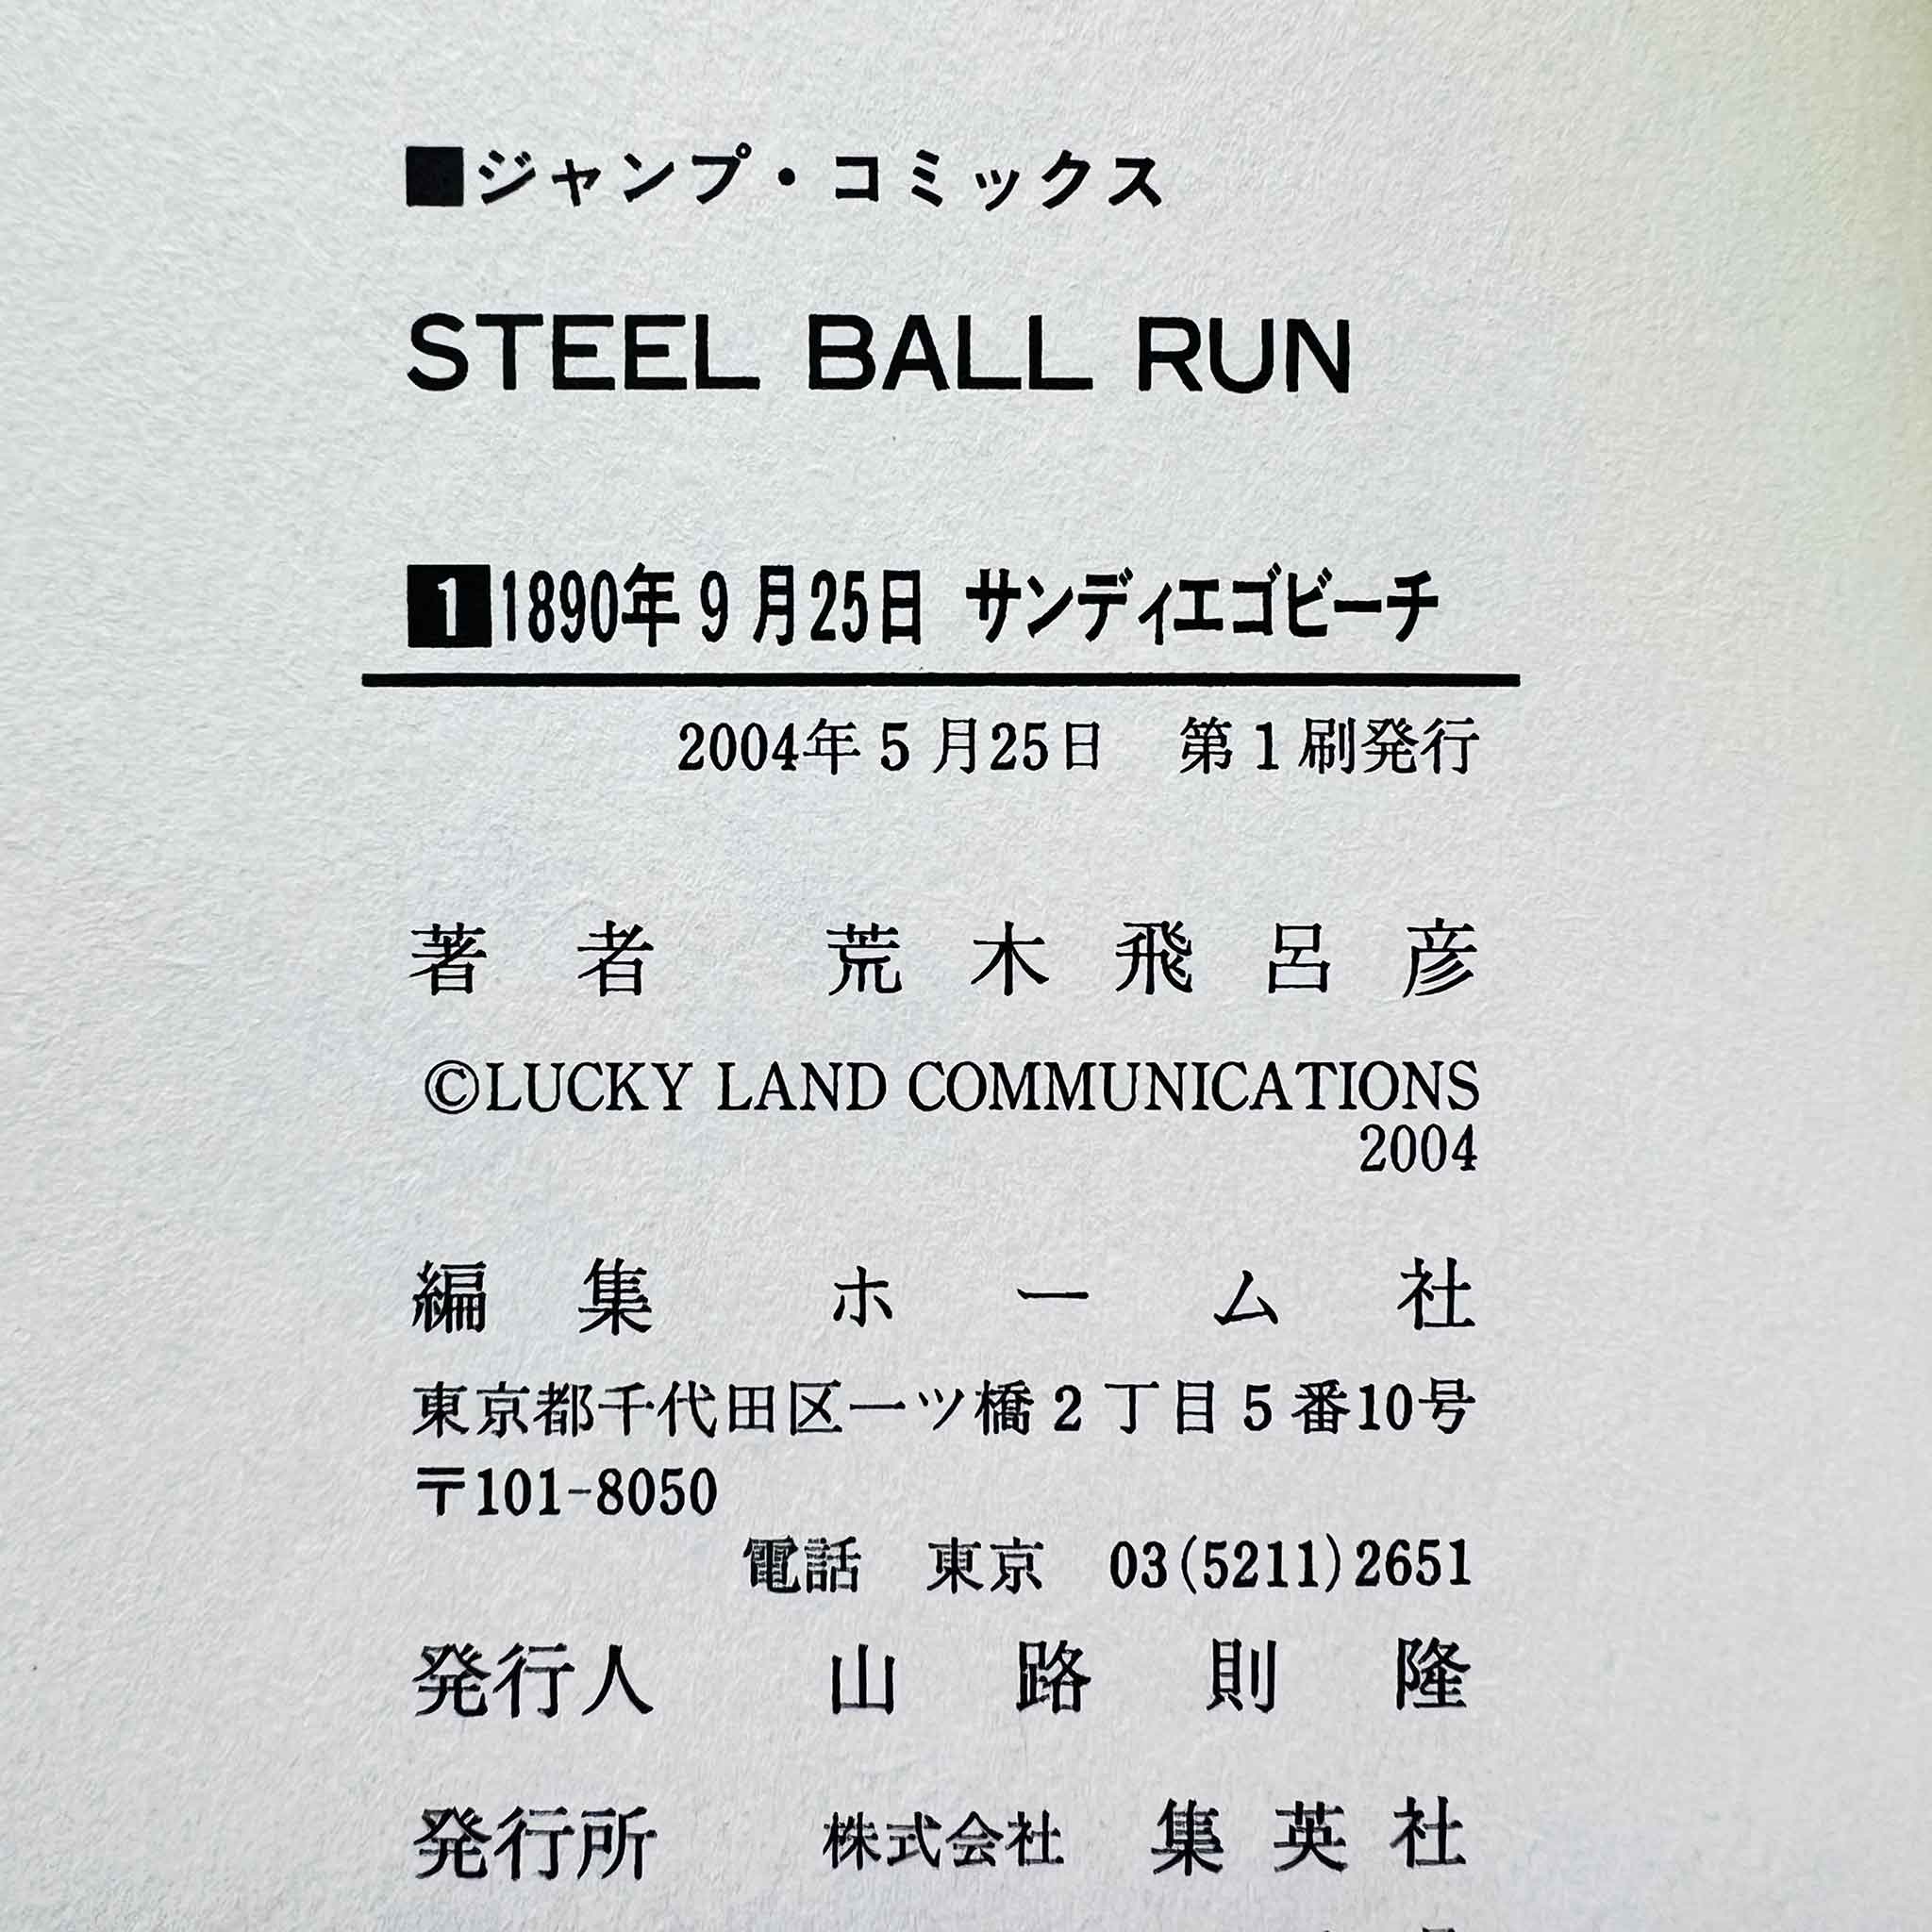 ■ジャンプ・コミックス
STEEL BALL RUN
1 1890年9月25日 サンディエゴビーチ
2004年5月25日 第1刷発行
著者 荒木飛呂彦
©LUCKY LAND COMMUNICATIONS
2004
編集 ホーム社
東京都千代田区一ツ橋2丁目5番10号
〒101-8050
電話 東京 03(5211)2651
発行人 山路則隆
発行所 株式会社 集英社